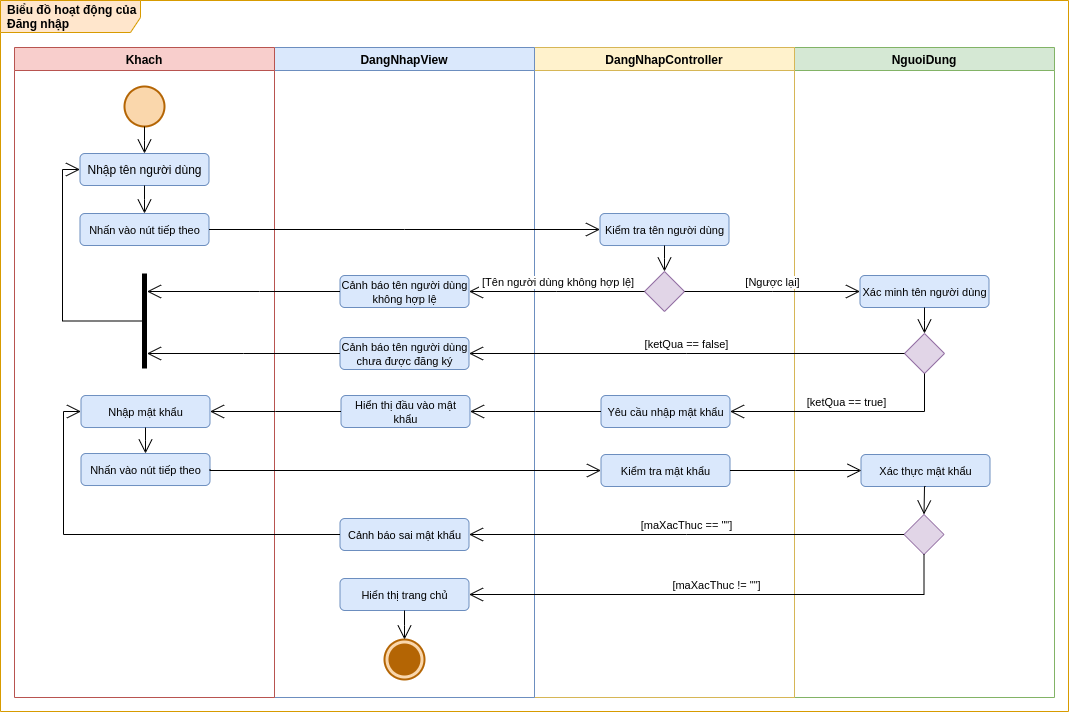 Biểu đồ hoạt động của
Đăng nhập
Khach
DangNhapView
DangNhapController
NguoiDung
Nhập tên người dùng
Nhấn vào nút tiếp theo
Kiểm tra tên người dùng
Cảnh báo tên người dùng
không hợp lệ
[Tên người dùng không hợp lệ]
[Ngược lại]
Xác minh tên người dùng
Cảnh báo tên người dùng
chưa được đăng ký
[ketQua == false]
Nhập mật khẩu
Hiển thị đầu vào mật
khẩu
Yêu cầu nhập mật khẩu
[ketQua == true]
Nhấn vào nút tiếp theo
Kiểm tra mật khẩu
Xác thực mật khẩu
Cảnh báo sai mật khẩu
[maXacThuc == ""]
Hiển thị trang chủ
[maXacThuc != ""]